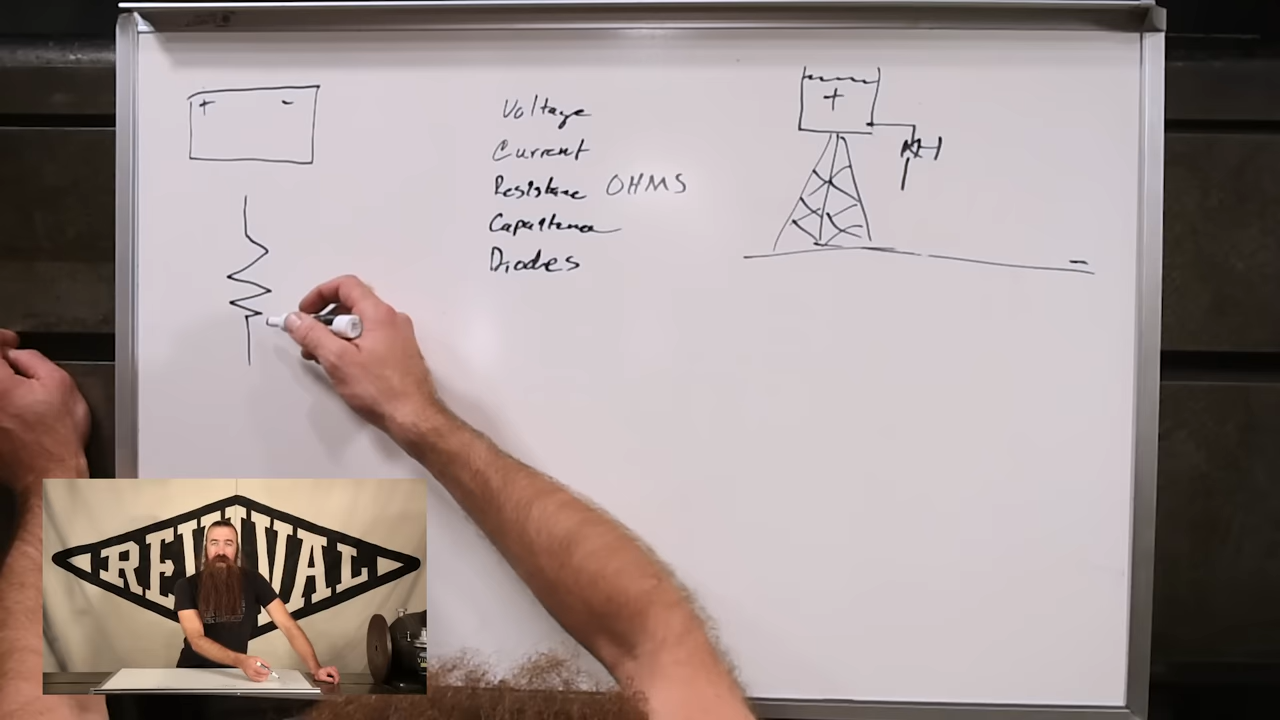 + -
Voltage
Current
Resistance OHMS
Capacitance
Diodes
+
-
REVIVAL